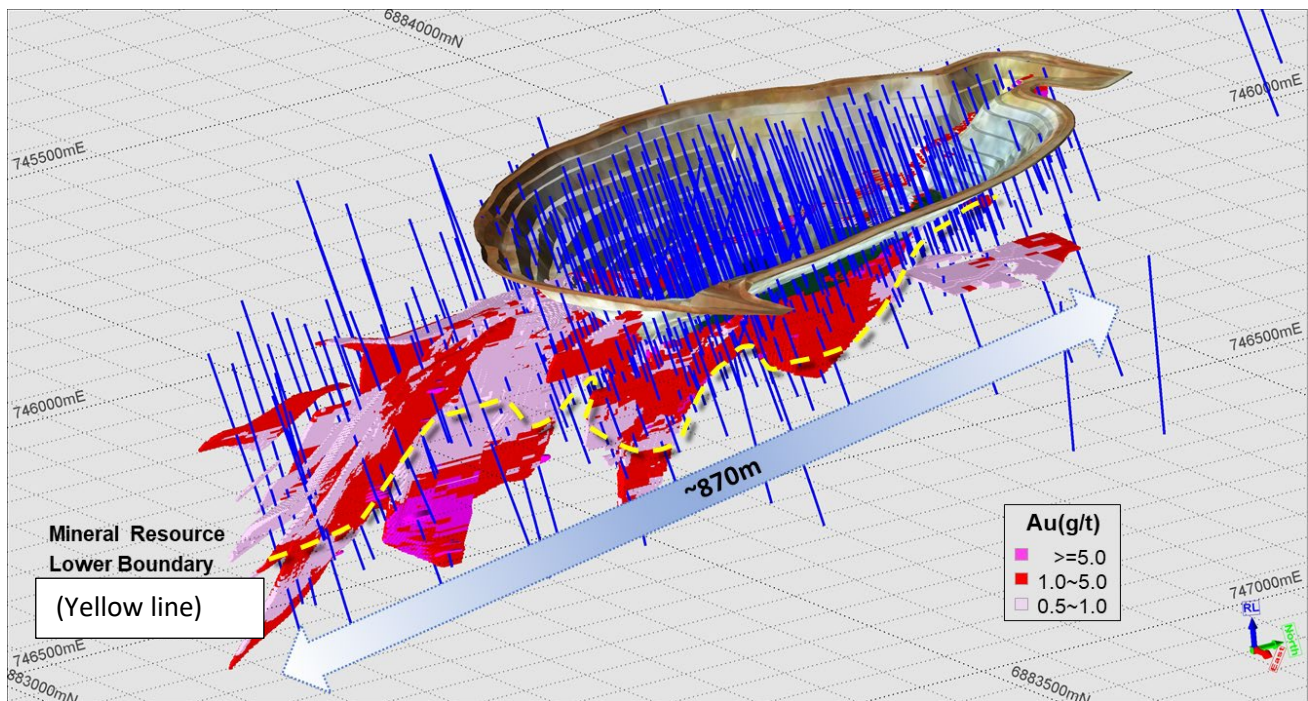 6884000mN
745500mE
746000mE
746000mE
746500mE
~870m
Mineral Resource
Lower Boundary
(Yellow line)
Au(g/t)
>=5.0
1.0~5.0
0.5~1.0
747000mE
RL
North
East
746500mE
883000mN
6883500mN